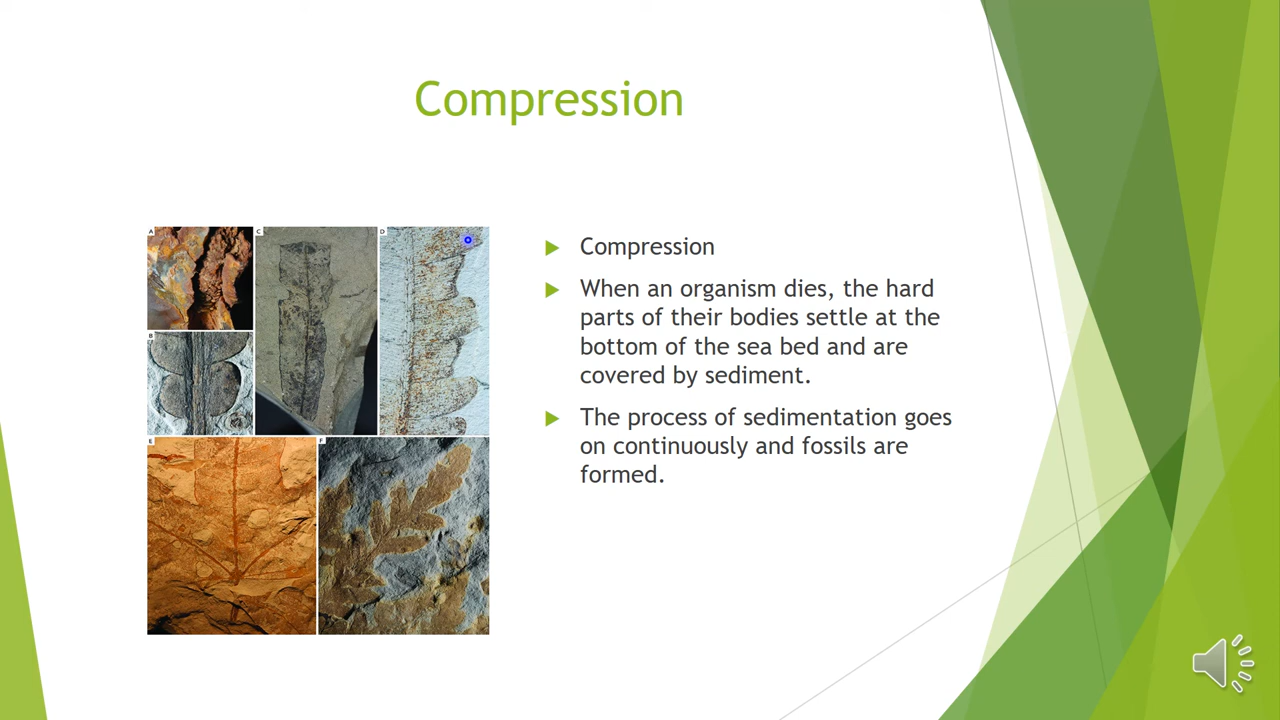 Compression
A
C
D
B
E
F
Compression
When an organism dies, the hard
parts of their bodies settle at the
bottom of the sea bed and are
covered by sediment.
The process of sedimentation goes
on continuously and fossils are
formed.